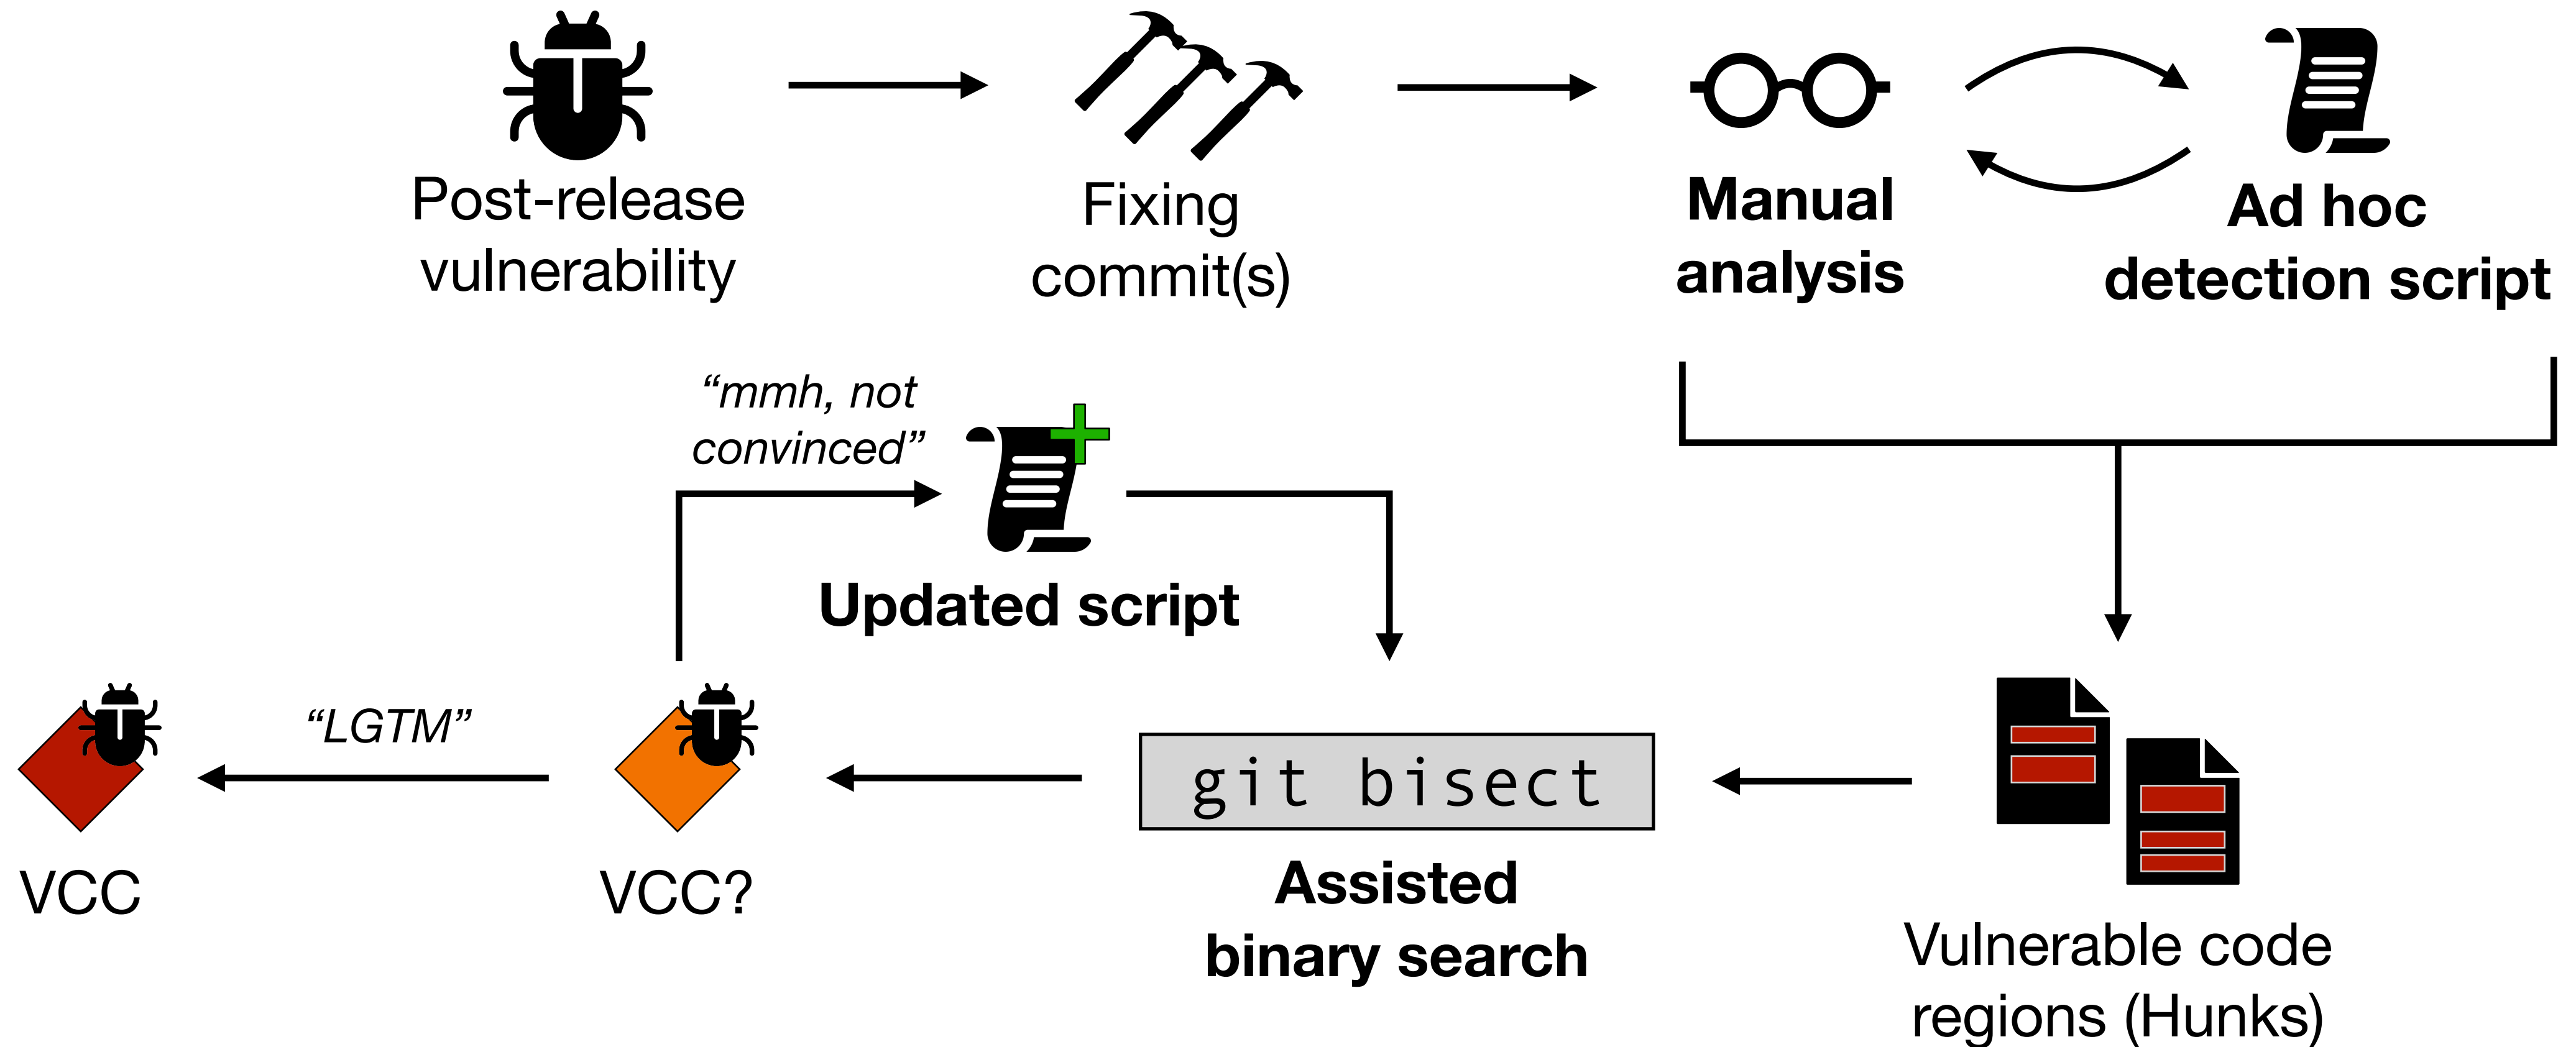 Post-release
vulnerability
Fixing
commit(s)
Manual
analysis
Ad hoc
detection script
“mmh, not
convinced”
Updated script
VCC
“LGTM”
VCC?
git bisect
Assisted
binary search
Vulnerable code
regions (Hunks)